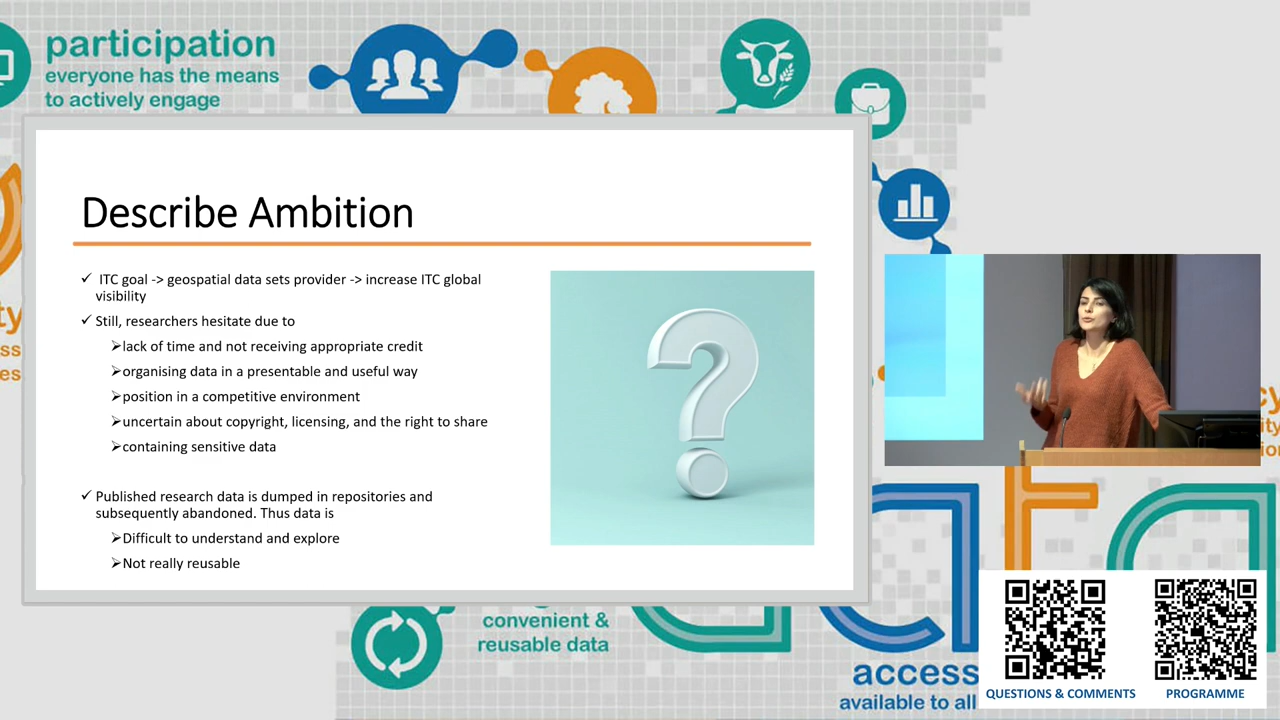 participation
everyone has the means
to actively engage
Describe Ambition
✓ ITC goal -> geospatial data sets provider -> increase ITC global
visibility
✓ Still, researchers hesitate due to
➢lack of time and not receiving appropriate credit
➢organising data in a presentable and useful way
➢position in a competitive environment
➢uncertain about copyright, licensing, and the right to share
➢containing sensitive data
✓ Published research data is dumped in repositories and
subsequently abandoned. Thus data is
➢Difficult to understand and explore
➢Not really reusable
convenient &
reusable data
access
available to all
QUESTIONS & COMMENTS
PROGRAMME